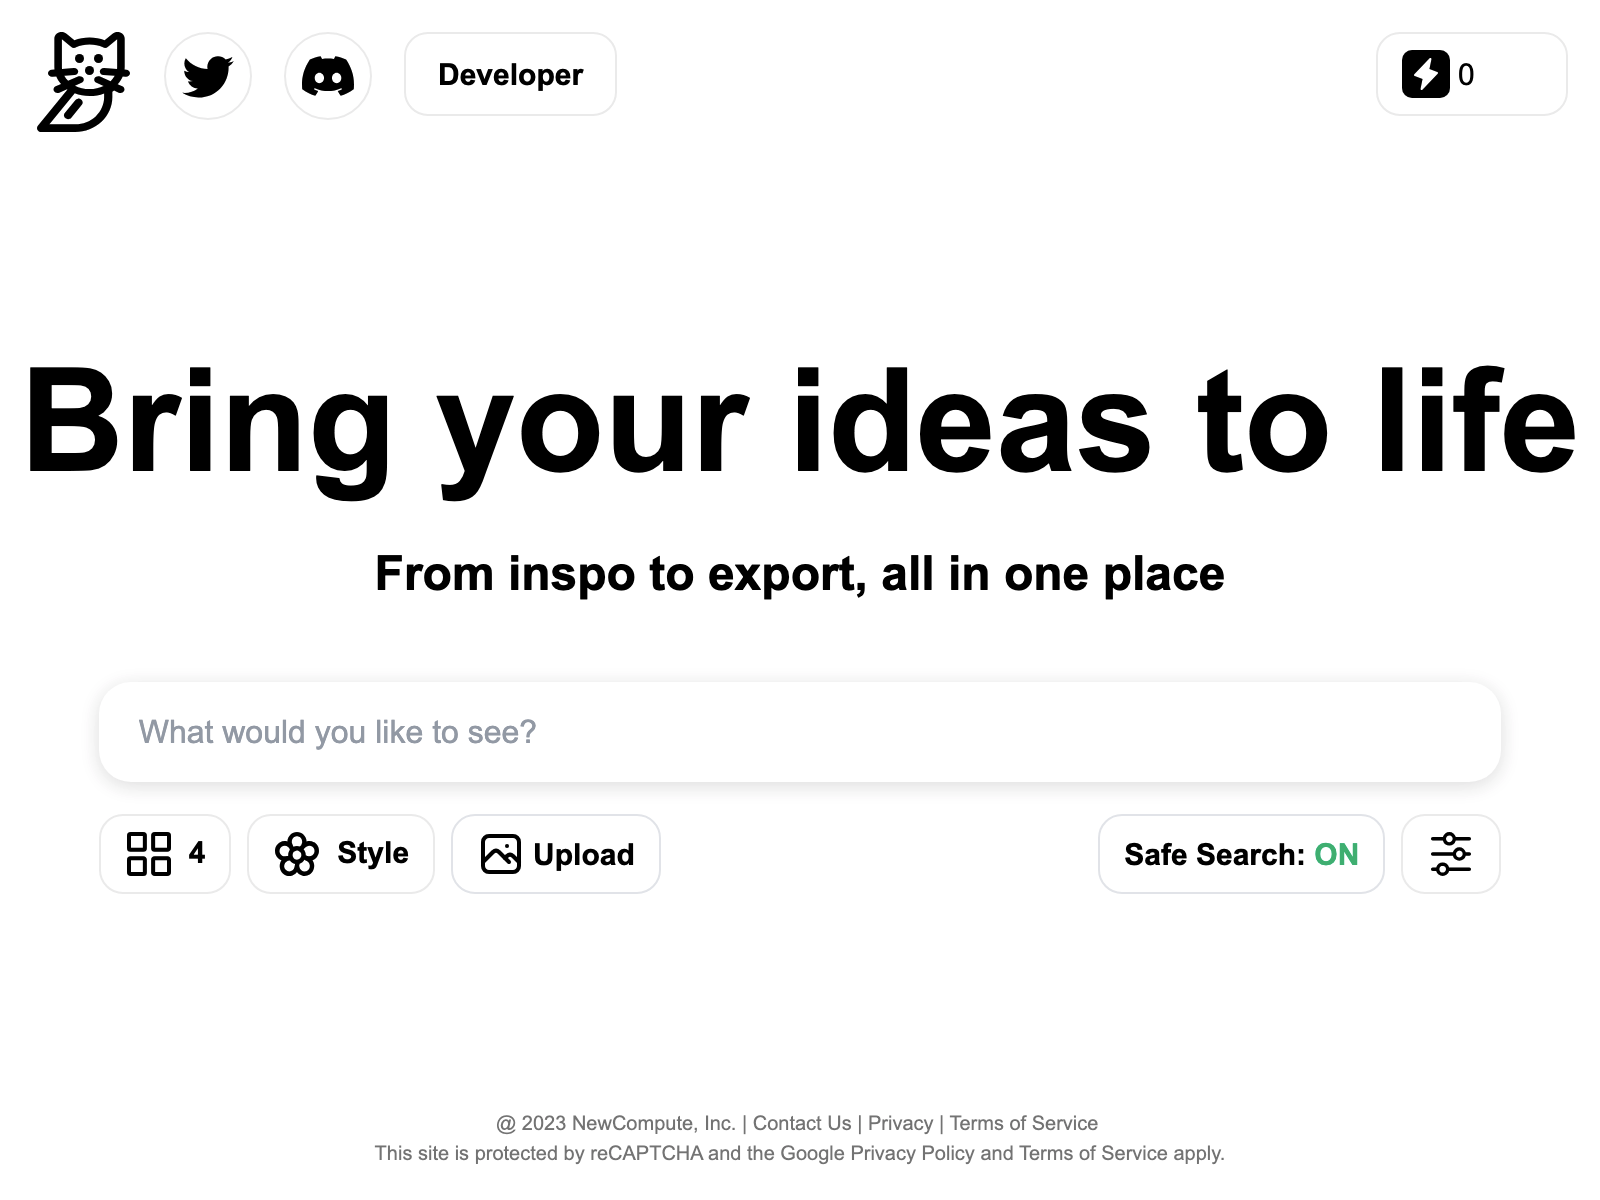 Developer
0
Bring your ideas to life
From inspo to export, all in one place
What would you like to see?
4 Style Upload Safe Search: ON
@ 2023 NewCompute, Inc. | Contact Us | Privacy | Terms of Service
This site is protected by reCAPTCHA and the Google Privacy Policy and Terms of Service apply.